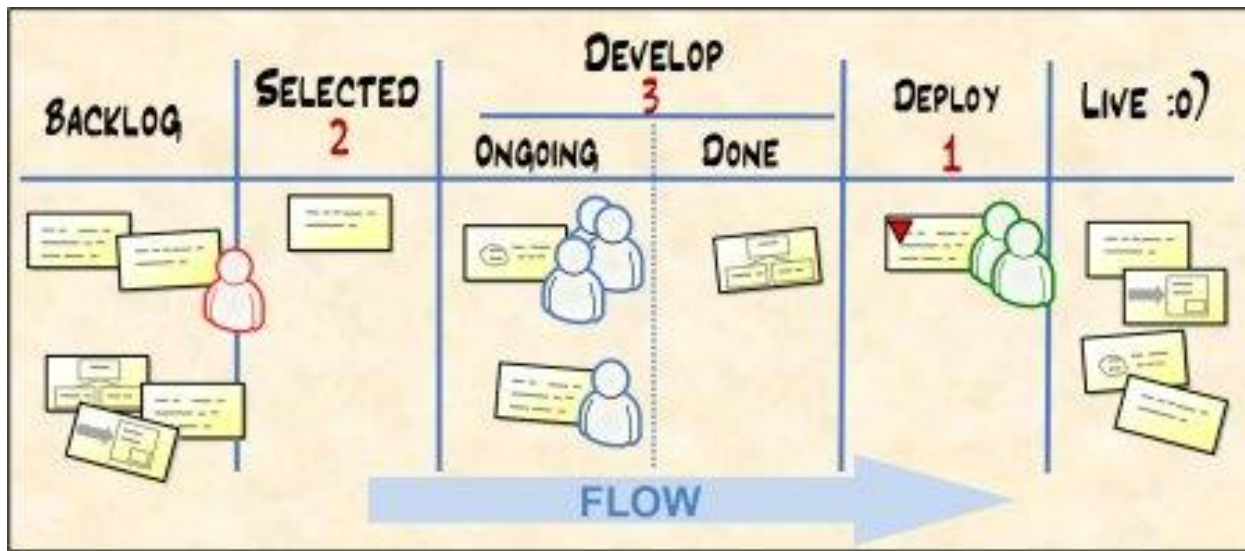 BACKLOG
SELECTED
2
DEVELOP
3
ONGOING
DONE
DEPLOY
1
LIVE :o)
FLOW